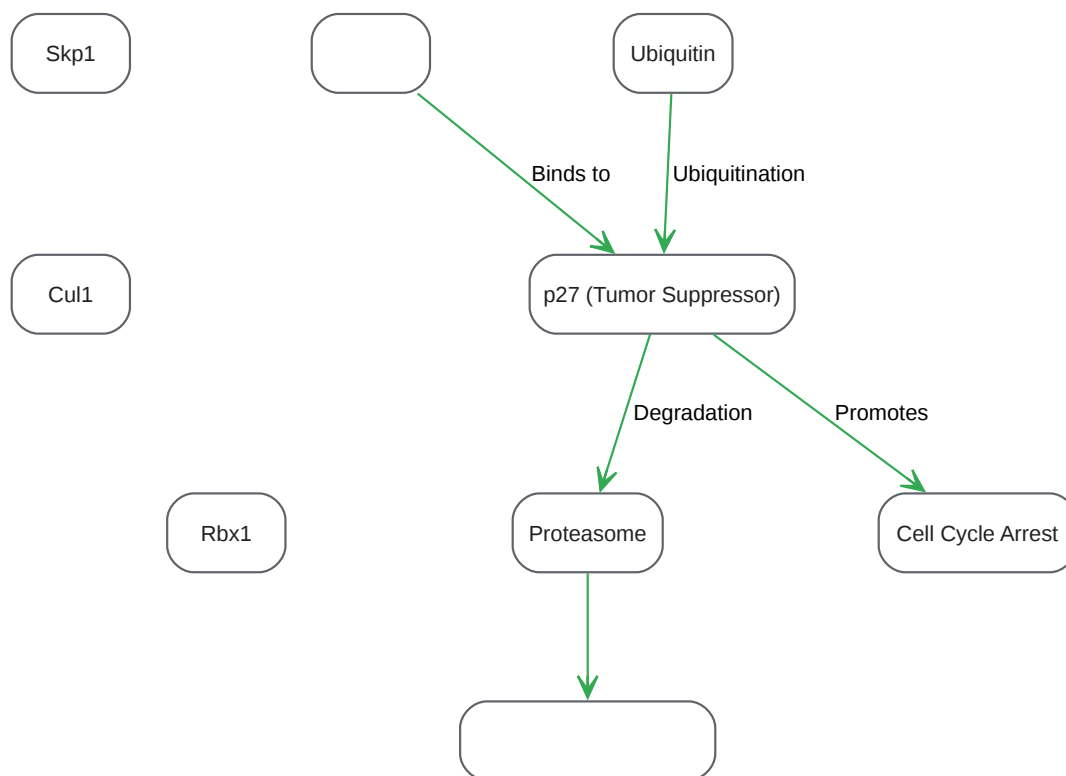 Skp1
Ubiquitin
Binds to
Ubiquitination
Cul1
p27 (Tumor Suppressor)
Degradation
Promotes
Rbx1
Proteasome
Cell Cycle Arrest